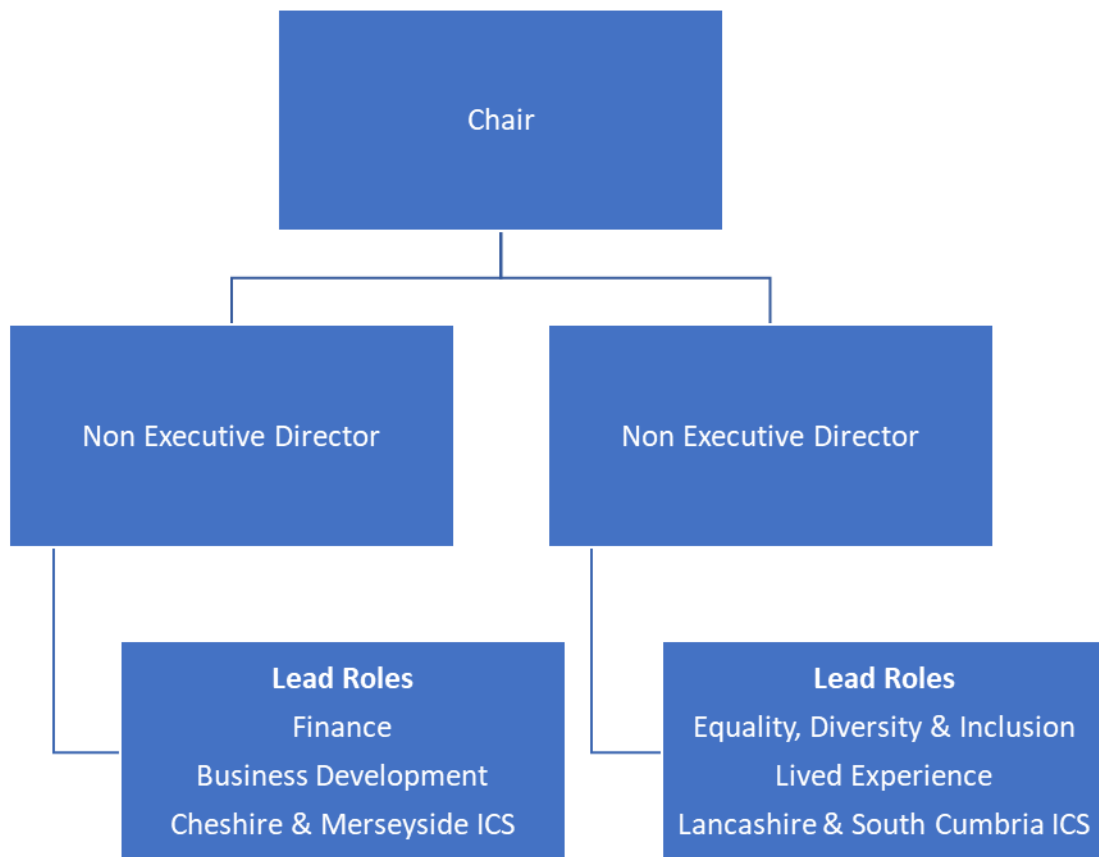 Chair
Non Executive Director
Non Executive Director
Lead Roles
Finance
Business Development
Cheshire & Merseyside ICS
Lead Roles
Equality, Diversity & Inclusion
Lived Experience
Lancashire & South Cumbria ICS